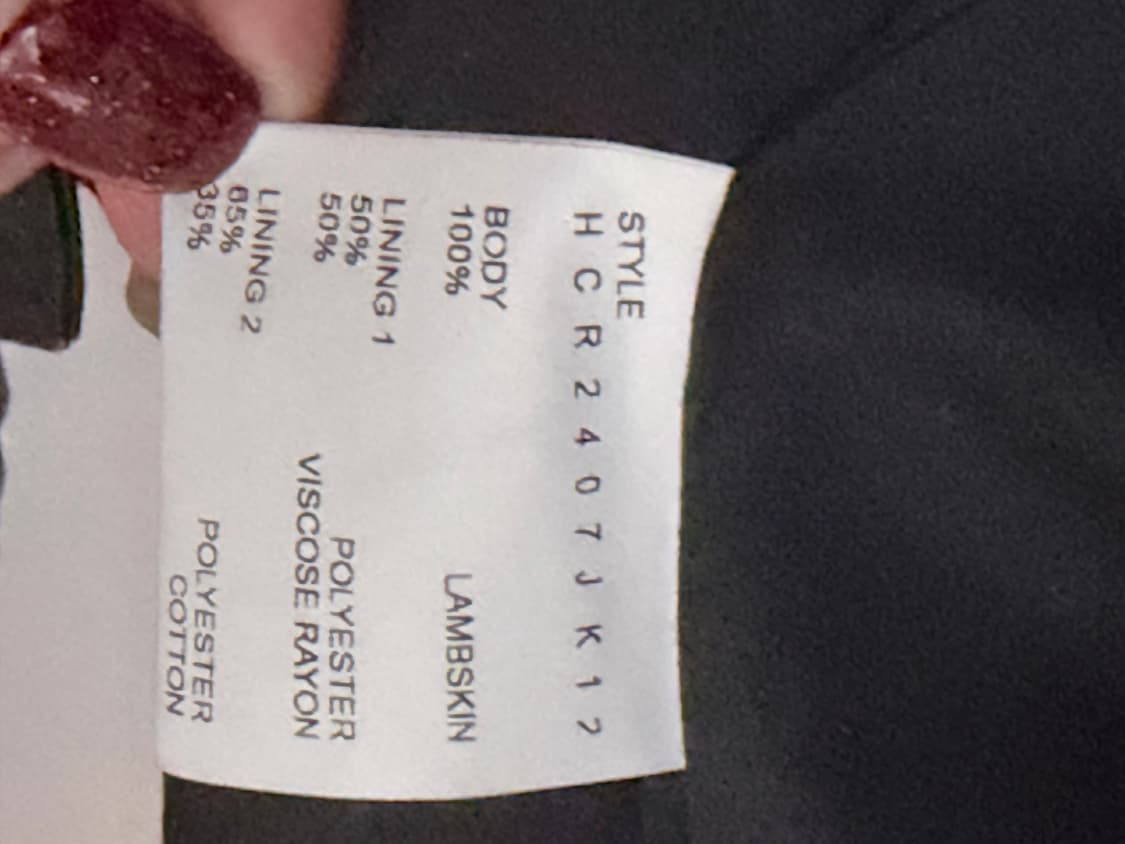 STYLE
H C R 2 4 0 7 J K 1 2
BODY
100% LAMBSKIN
LINING 1
50% POLYESTER
50% VISCOSE RAYON
LINING 2
65% POLYESTER
35% COTTON